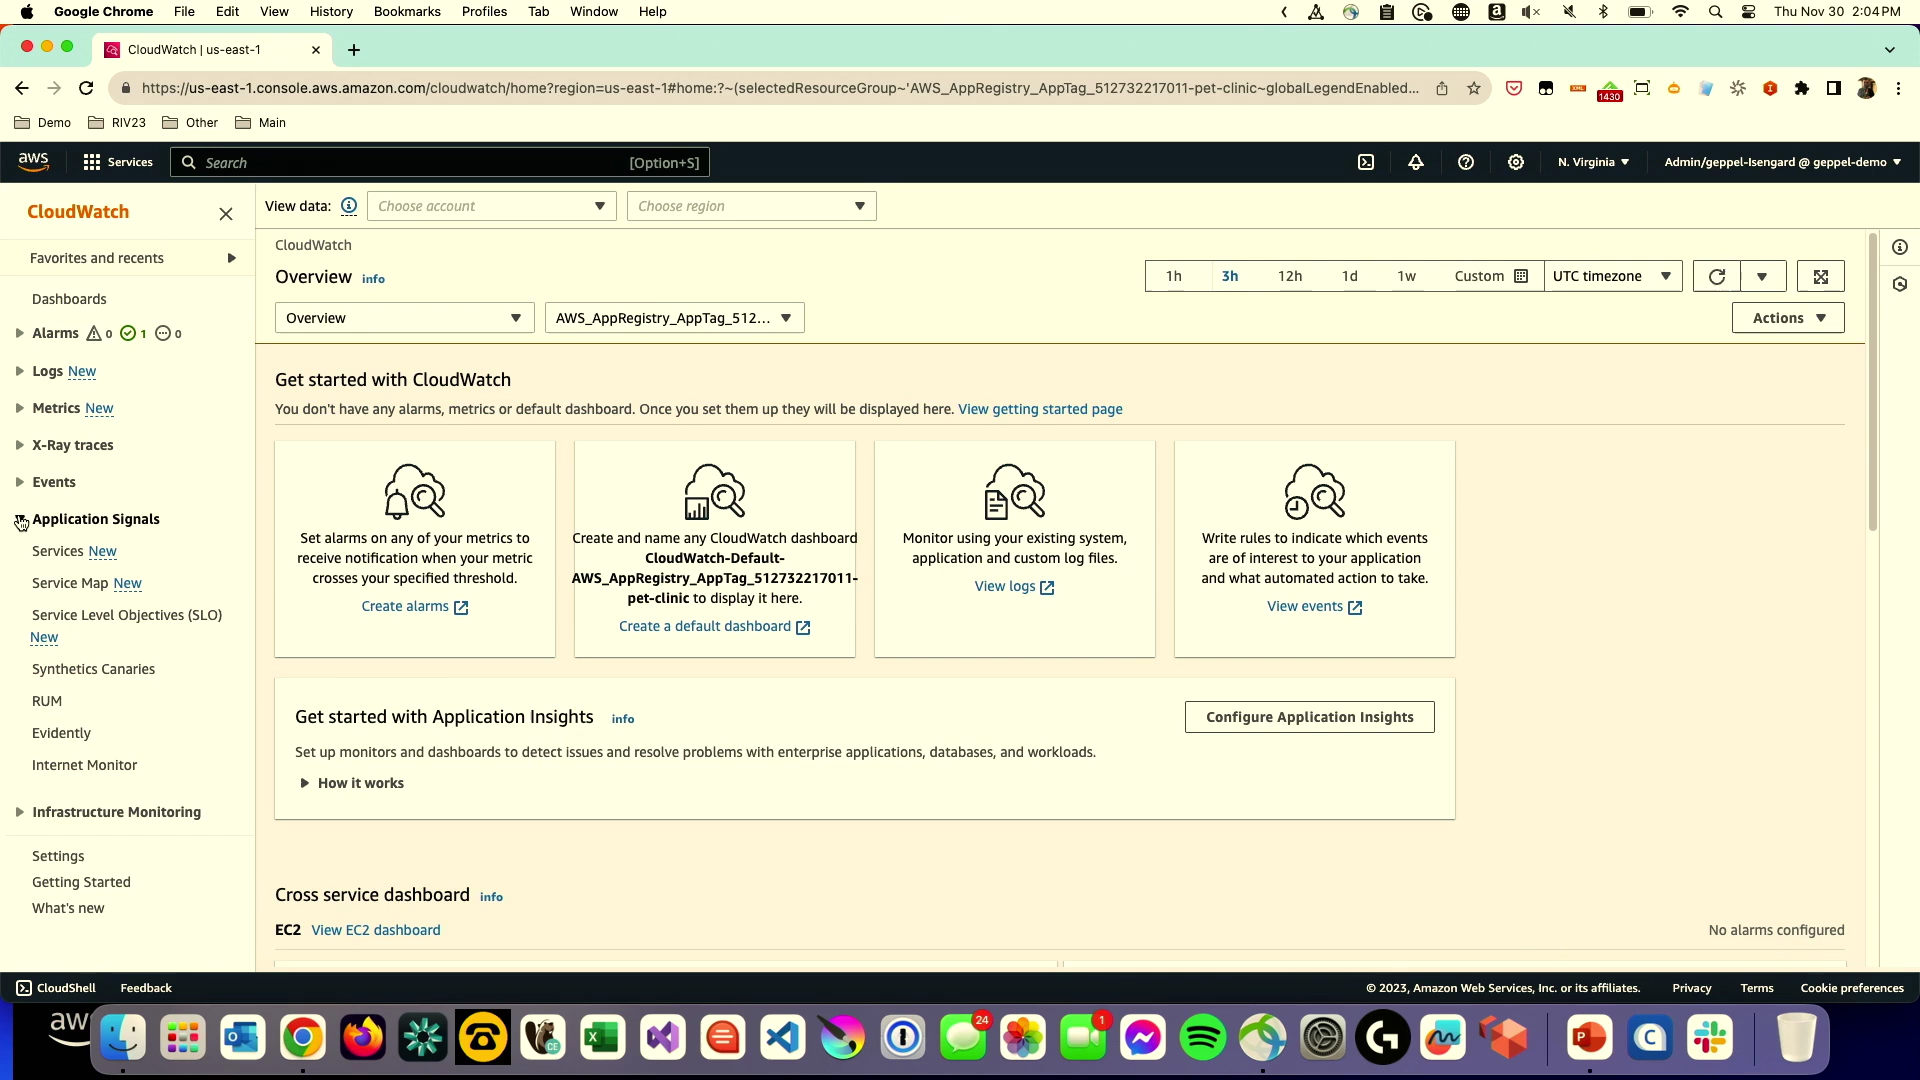 Google Chrome File Edit View History Bookmarks Profiles Tab Window Help
Thu Nov 30 2:04 PM
CloudWatch | us-east-1
https://us-east-1.console.aws.amazon.com/cloudwatch/home?region=us-east-1#home:?~(selectedResourceGroup~'AWS_AppRegistry_AppTag_512732217011-pet-clinic~globalLegendEnabled...
1430
Demo RIV23 Other Main
aws Services Search [Option+S] N. Virginia Admin/geppel-Isengard @ geppel-demo
CloudWatch
Favorites and recents
Dashboards
Alarms 0 1 0
Logs New
Metrics New
X-Ray traces
Events
Application Signals
Services New
Service Map New
Service Level Objectives (SLO)
New
Synthetics Canaries
RUM
Evidently
Internet Monitor
Infrastructure Monitoring
Settings
Getting Started
What's new
View data: Choose account Choose region
CloudWatch
Overview info
1h 3h 12h 1d 1w Custom UTC timezone
Overview AWS_AppRegistry_AppTag_512... Actions
Get started with CloudWatch
You don't have any alarms, metrics or default dashboard. Once you set them up they will be displayed here. View getting started page
Set alarms on any of your metrics to
receive notification when your metric
crosses your specified threshold.
Create alarms
Create and name any CloudWatch dashboard
CloudWatch-Default-
AWS_AppRegistry_AppTag_512732217011-
pet-clinic to display it here.
Create a default dashboard
Monitor using your existing system,
application and custom log files.
View logs
Write rules to indicate which events
are of interest to your application
and what automated action to take.
View events
Get started with Application Insights info
Configure Application Insights
Set up monitors and dashboards to detect issues and resolve problems with enterprise applications, databases, and workloads.
How it works
Cross service dashboard info
EC2 View EC2 dashboard
No alarms configured
CloudShell Feedback
© 2023, Amazon Web Services, Inc. or its affiliates. Privacy Terms Cookie preferences
24
1